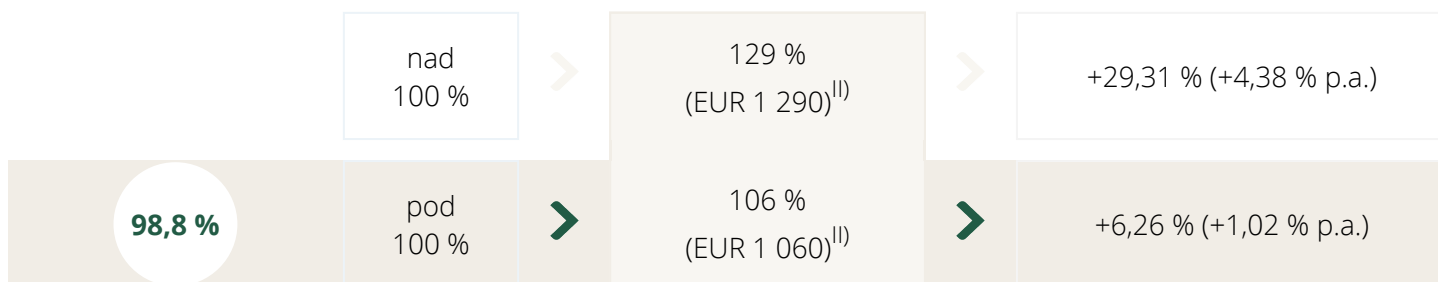 nad
100 %
129 %
(EUR 1 290)II)
+29,31 % (+4,38 % p.a.)
98,8 %
pod
100 %
106 %
(EUR 1 060)II)
+6,26 % (+1,02 % p.a.)